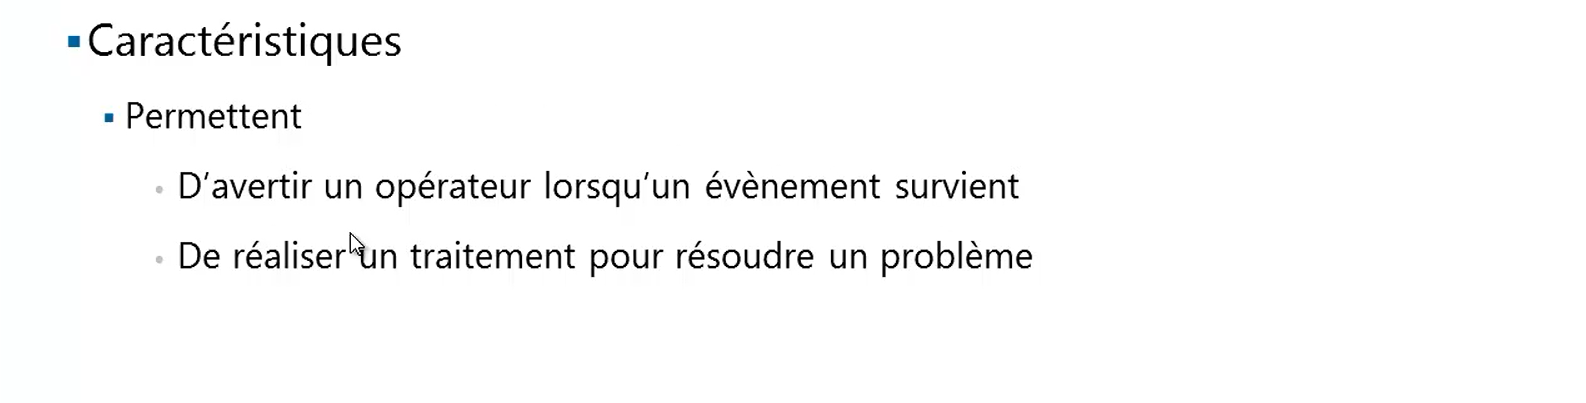 Caractéristiques
Permettent
D'avertir un opérateur lorsqu'un évènement survient
De réaliser un traitement pour résoudre un problème